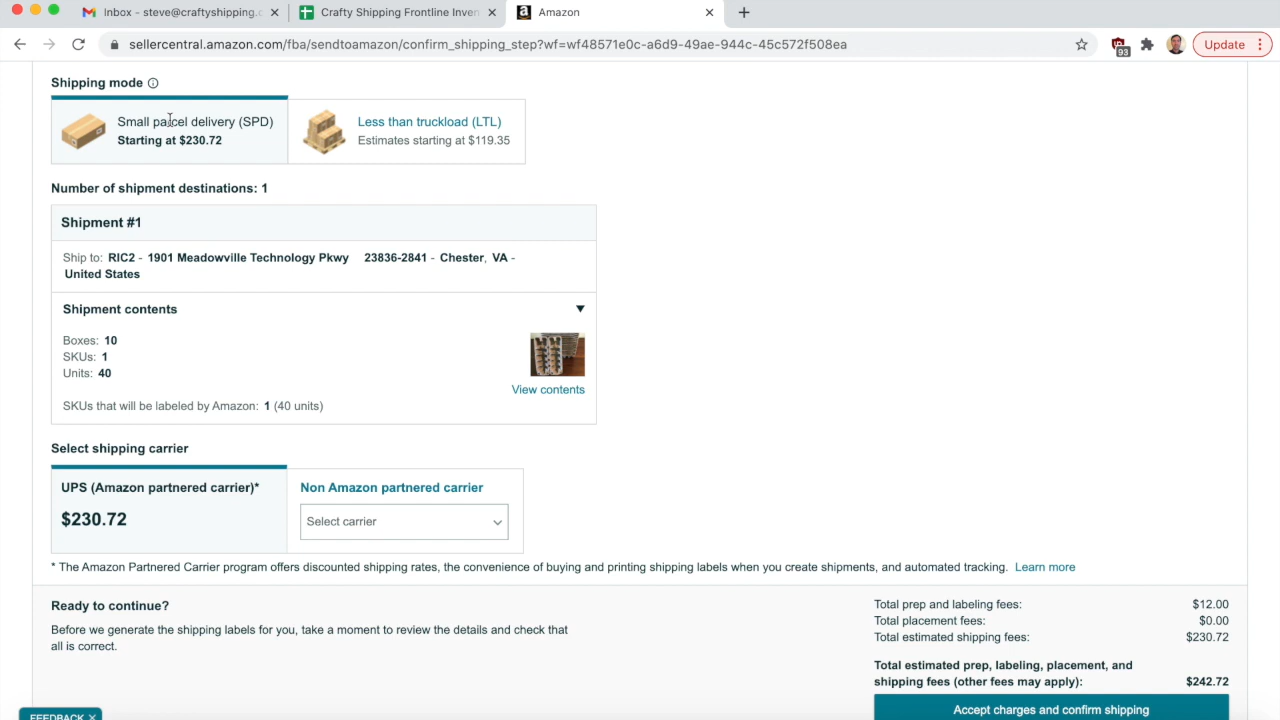 Inbox - steve@craftyshipping.c
Crafty Shipping Frontline Inven
Amazon
sellercentral.amazon.com/fba/sendtoamazon/confirm_shipping_step?wf=wf48571e0c-a6d9-49ae-944c-45c572f508ea
93
Update
Shipping mode
Small parcel delivery (SPD)
Starting at $230.72
Less than truckload (LTL)
Estimates starting at $119.35
Number of shipment destinations: 1
Shipment #1
Ship to: RIC2 - 1901 Meadowville Technology Pkwy 23836-2841 - Chester, VA -
United States
Shipment contents
Boxes: 10
SKUs: 1
Units: 40
View contents
SKUs that will be labeled by Amazon: 1 (40 units)
Select shipping carrier
UPS (Amazon partnered carrier)*
$230.72
Non Amazon partnered carrier
Select carrier
* The Amazon Partnered Carrier program offers discounted shipping rates, the convenience of buying and printing shipping labels when you create shipments, and automated tracking. Learn more
Ready to continue?
Before we generate the shipping labels for you, take a moment to review the details and check that
all is correct.
Total prep and labeling fees: $12.00
Total placement fees: $0.00
Total estimated shipping fees: $230.72
Total estimated prep, labeling, placement, and
shipping fees (other fees may apply): $242.72
Accept charges and confirm shipping
FEEDBACK